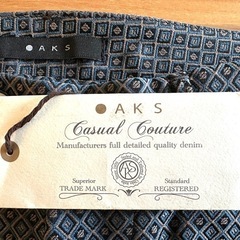 AKS
AKS
Casual Couture
Manufacturers full detailed quality denim
Superior
TRADE MARK
Standard
REGISTERED